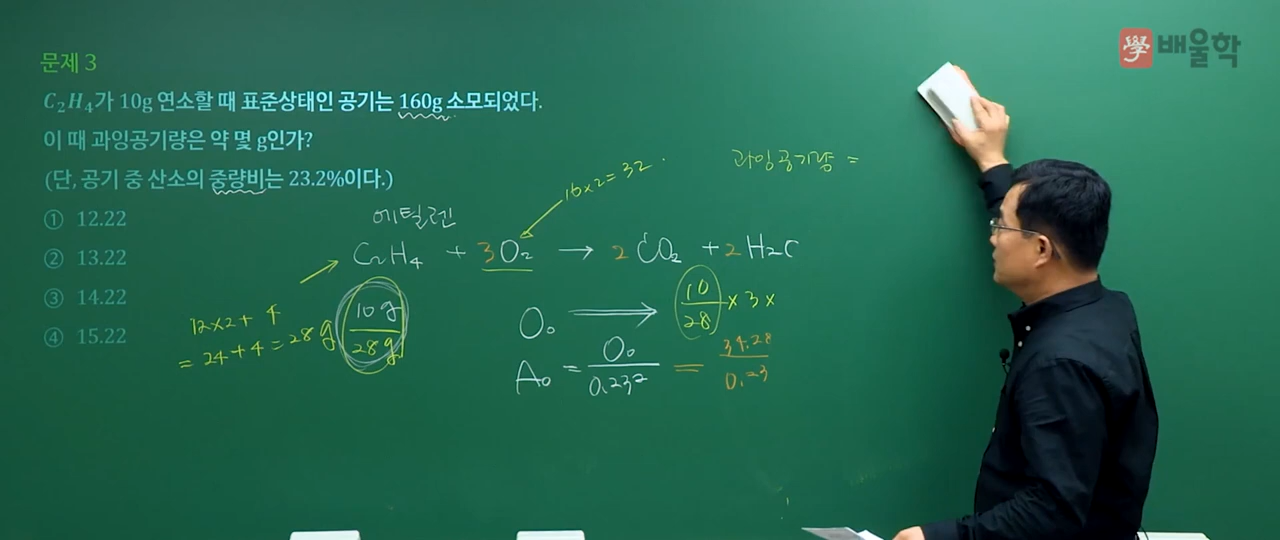 學 배울학
문제 3
C₂H₄가 10g 연소할 때 표준상태인 공기는 160g 소모되었다.
이 때 과잉공기량은 약 몇 g인가?
(단, 공기 중 산소의 중량비는 23.2%이다.)
① 12.22
② 13.22
③ 14.22
④ 15.22
과잉공기량 =
16×2=32
에틸렌
C₂H₄ + 3O₂ → 2CO₂ + 2H₂O
12×2+4
= 24+4=28g
10g
28g
O₀ → 10/28 × 3 ×
A₀ = O₀/0.232 = 34.28/0.23